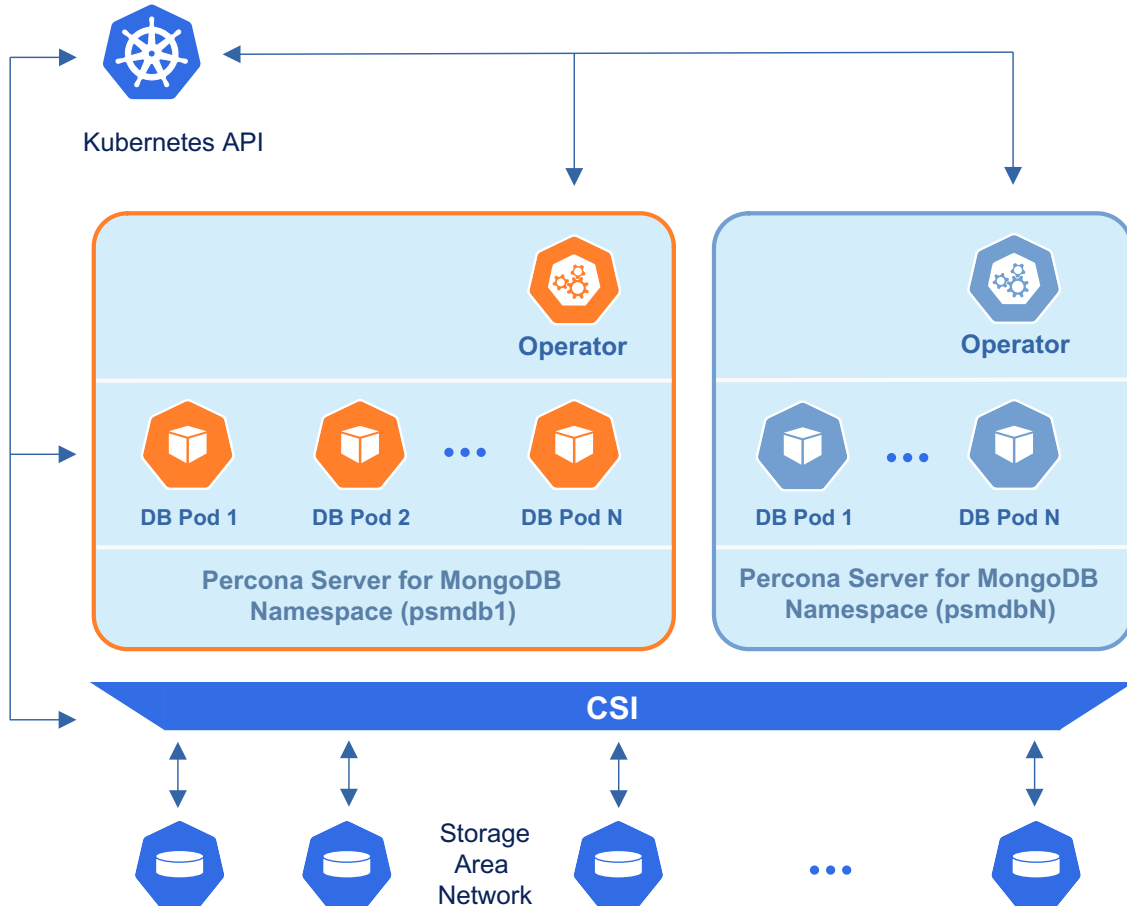 Kubernetes API
Operator
Operator
DB Pod 1
DB Pod 2
DB Pod N
DB Pod 1
DB Pod N
Percona Server for MongoDB
Namespace (psmdb1)
Percona Server for MongoDB
Namespace (psmdbN)
CSI
Storage
Area
Network